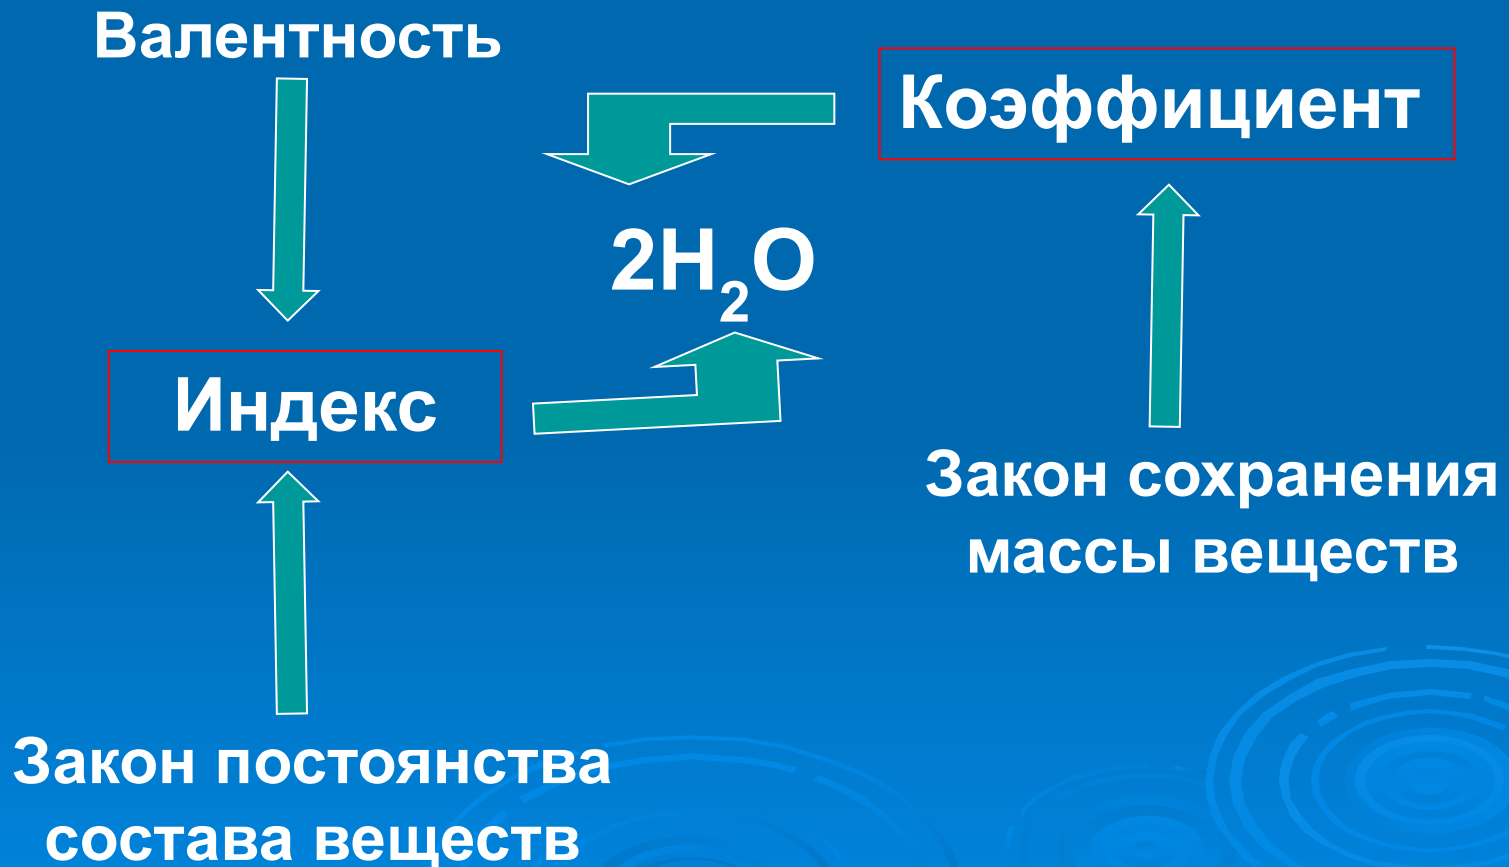 Валентность
Коэффициент
2H₂O
Индекс
Закон сохранения
массы веществ
Закон постоянства
состава веществ